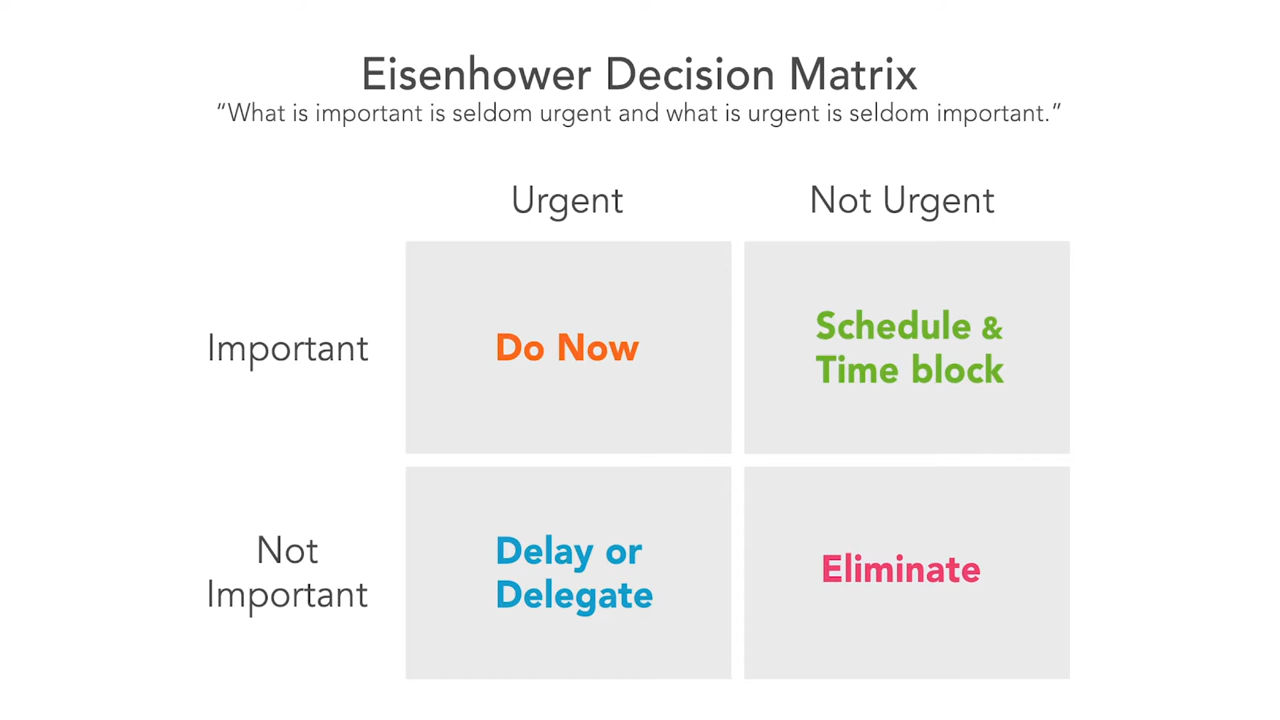 Eisenhower Decision Matrix
“What is important is seldom urgent and what is urgent is seldom important.”
Urgent
Not Urgent
Important
Do Now
Schedule &
Time block
Not
Important
Delay or
Delegate
Eliminate